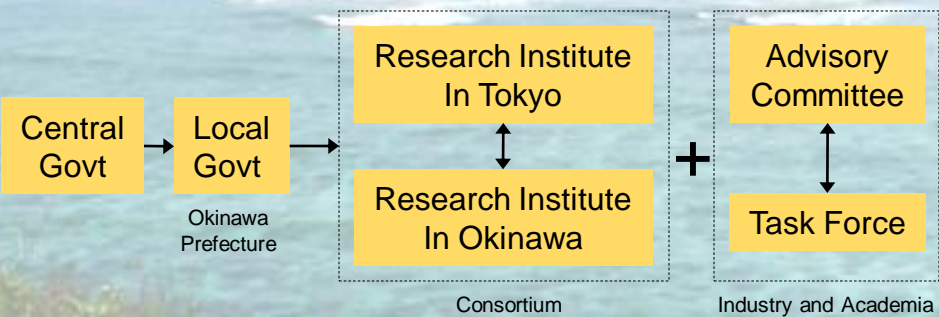 Central
Govt
Local
Govt
Okinawa
Prefecture
Research Institute
In Tokyo
Research Institute
In Okinawa
Consortium
+
Advisory
Committee
Task Force
Industry and Academia